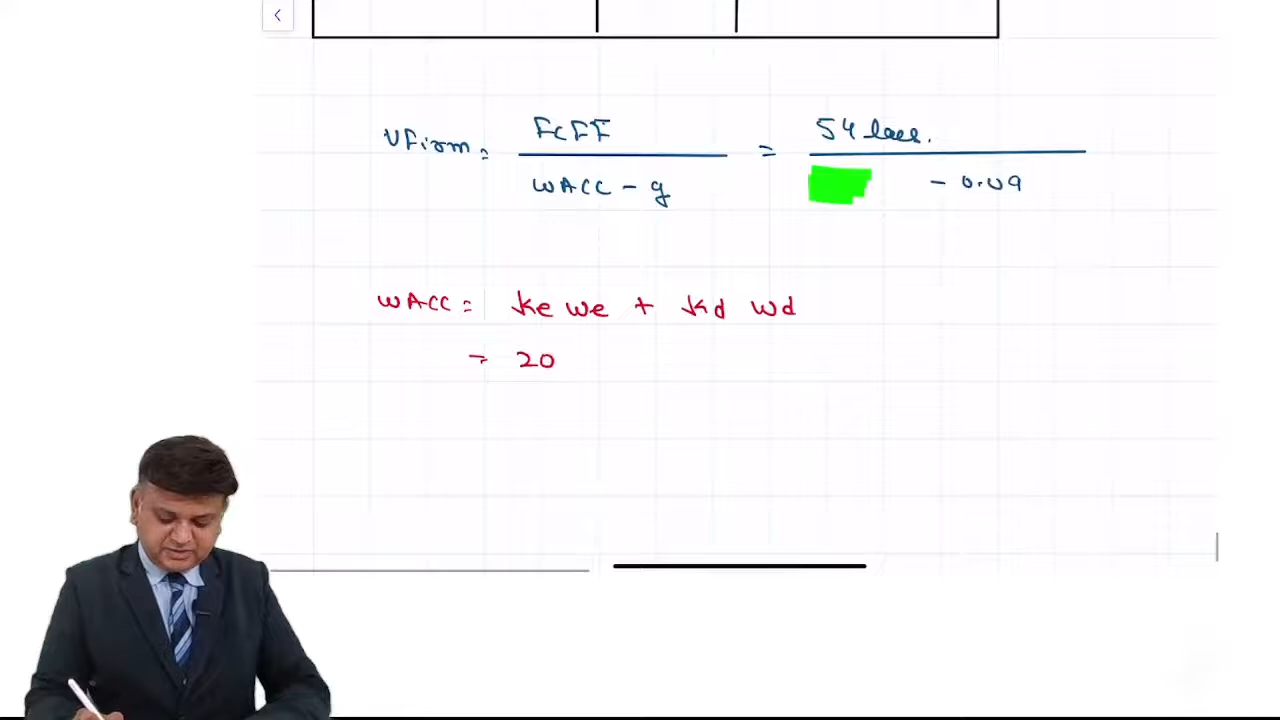 VFirm = FCFF / WACC - g = 54 lacs. / - 0.09
WACC = Ke We + Kd Wd
= 20